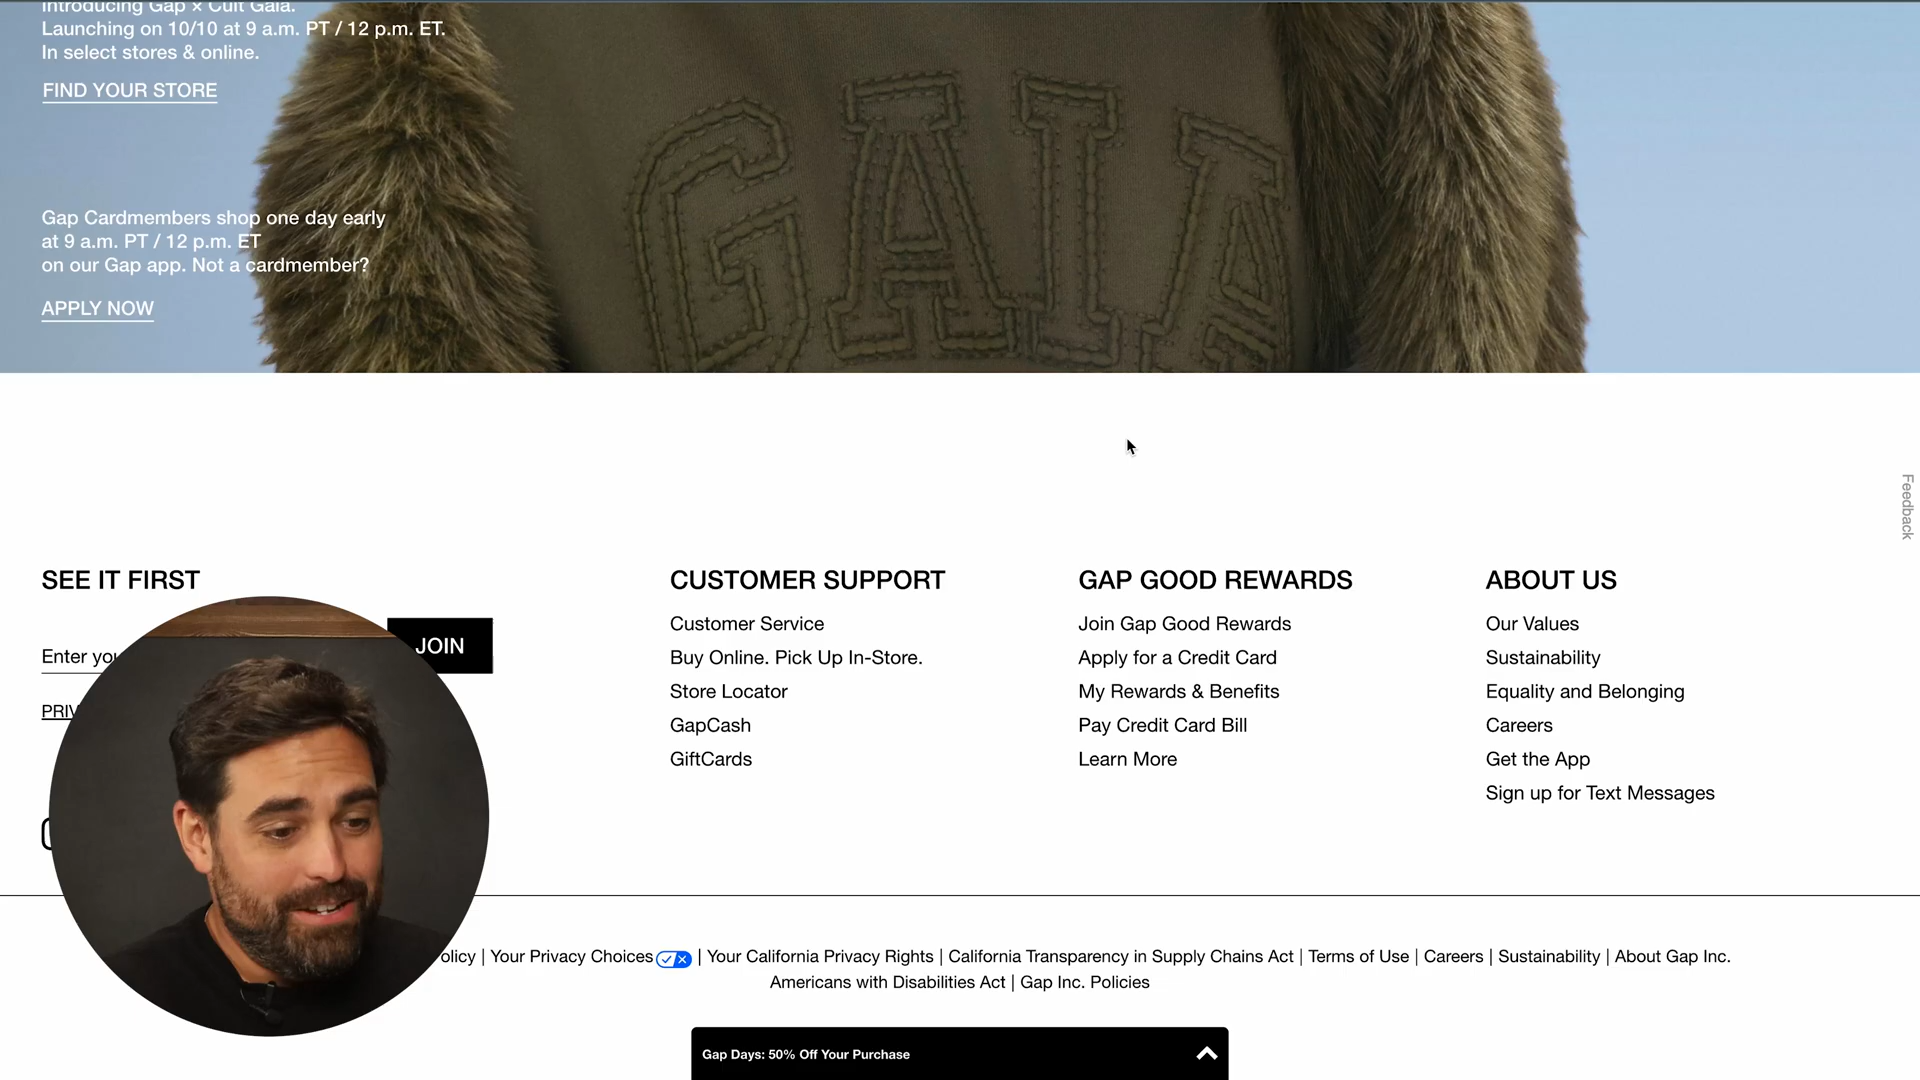 Introducing Gap × Cult Gaia.
Launching on 10/10 at 9 a.m. PT / 12 p.m. ET.
In select stores & online.
FIND YOUR STORE
GAIA
Gap Cardmembers shop one day early
at 9 a.m. PT / 12 p.m. ET
on our Gap app. Not a cardmember?
APPLY NOW
Feedback
SEE IT FIRST
Enter
JOIN
CUSTOMER SUPPORT
Customer Service
Buy Online. Pick Up In-Store.
Store Locator
GapCash
GiftCards
GAP GOOD REWARDS
Join Gap Good Rewards
Apply for a Credit Card
My Rewards & Benefits
Pay Credit Card Bill
Learn More
ABOUT US
Our Values
Sustainability
Equality and Belonging
Careers
Get the App
Sign up for Text Messages
| Your Privacy Choices | Your California Privacy Rights | California Transparency in Supply Chains Act | Terms of Use | Careers | Sustainability | About Gap Inc.
Americans with Disabilities Act | Gap Inc. Policies
Gap Days: 50% Off Your Purchase